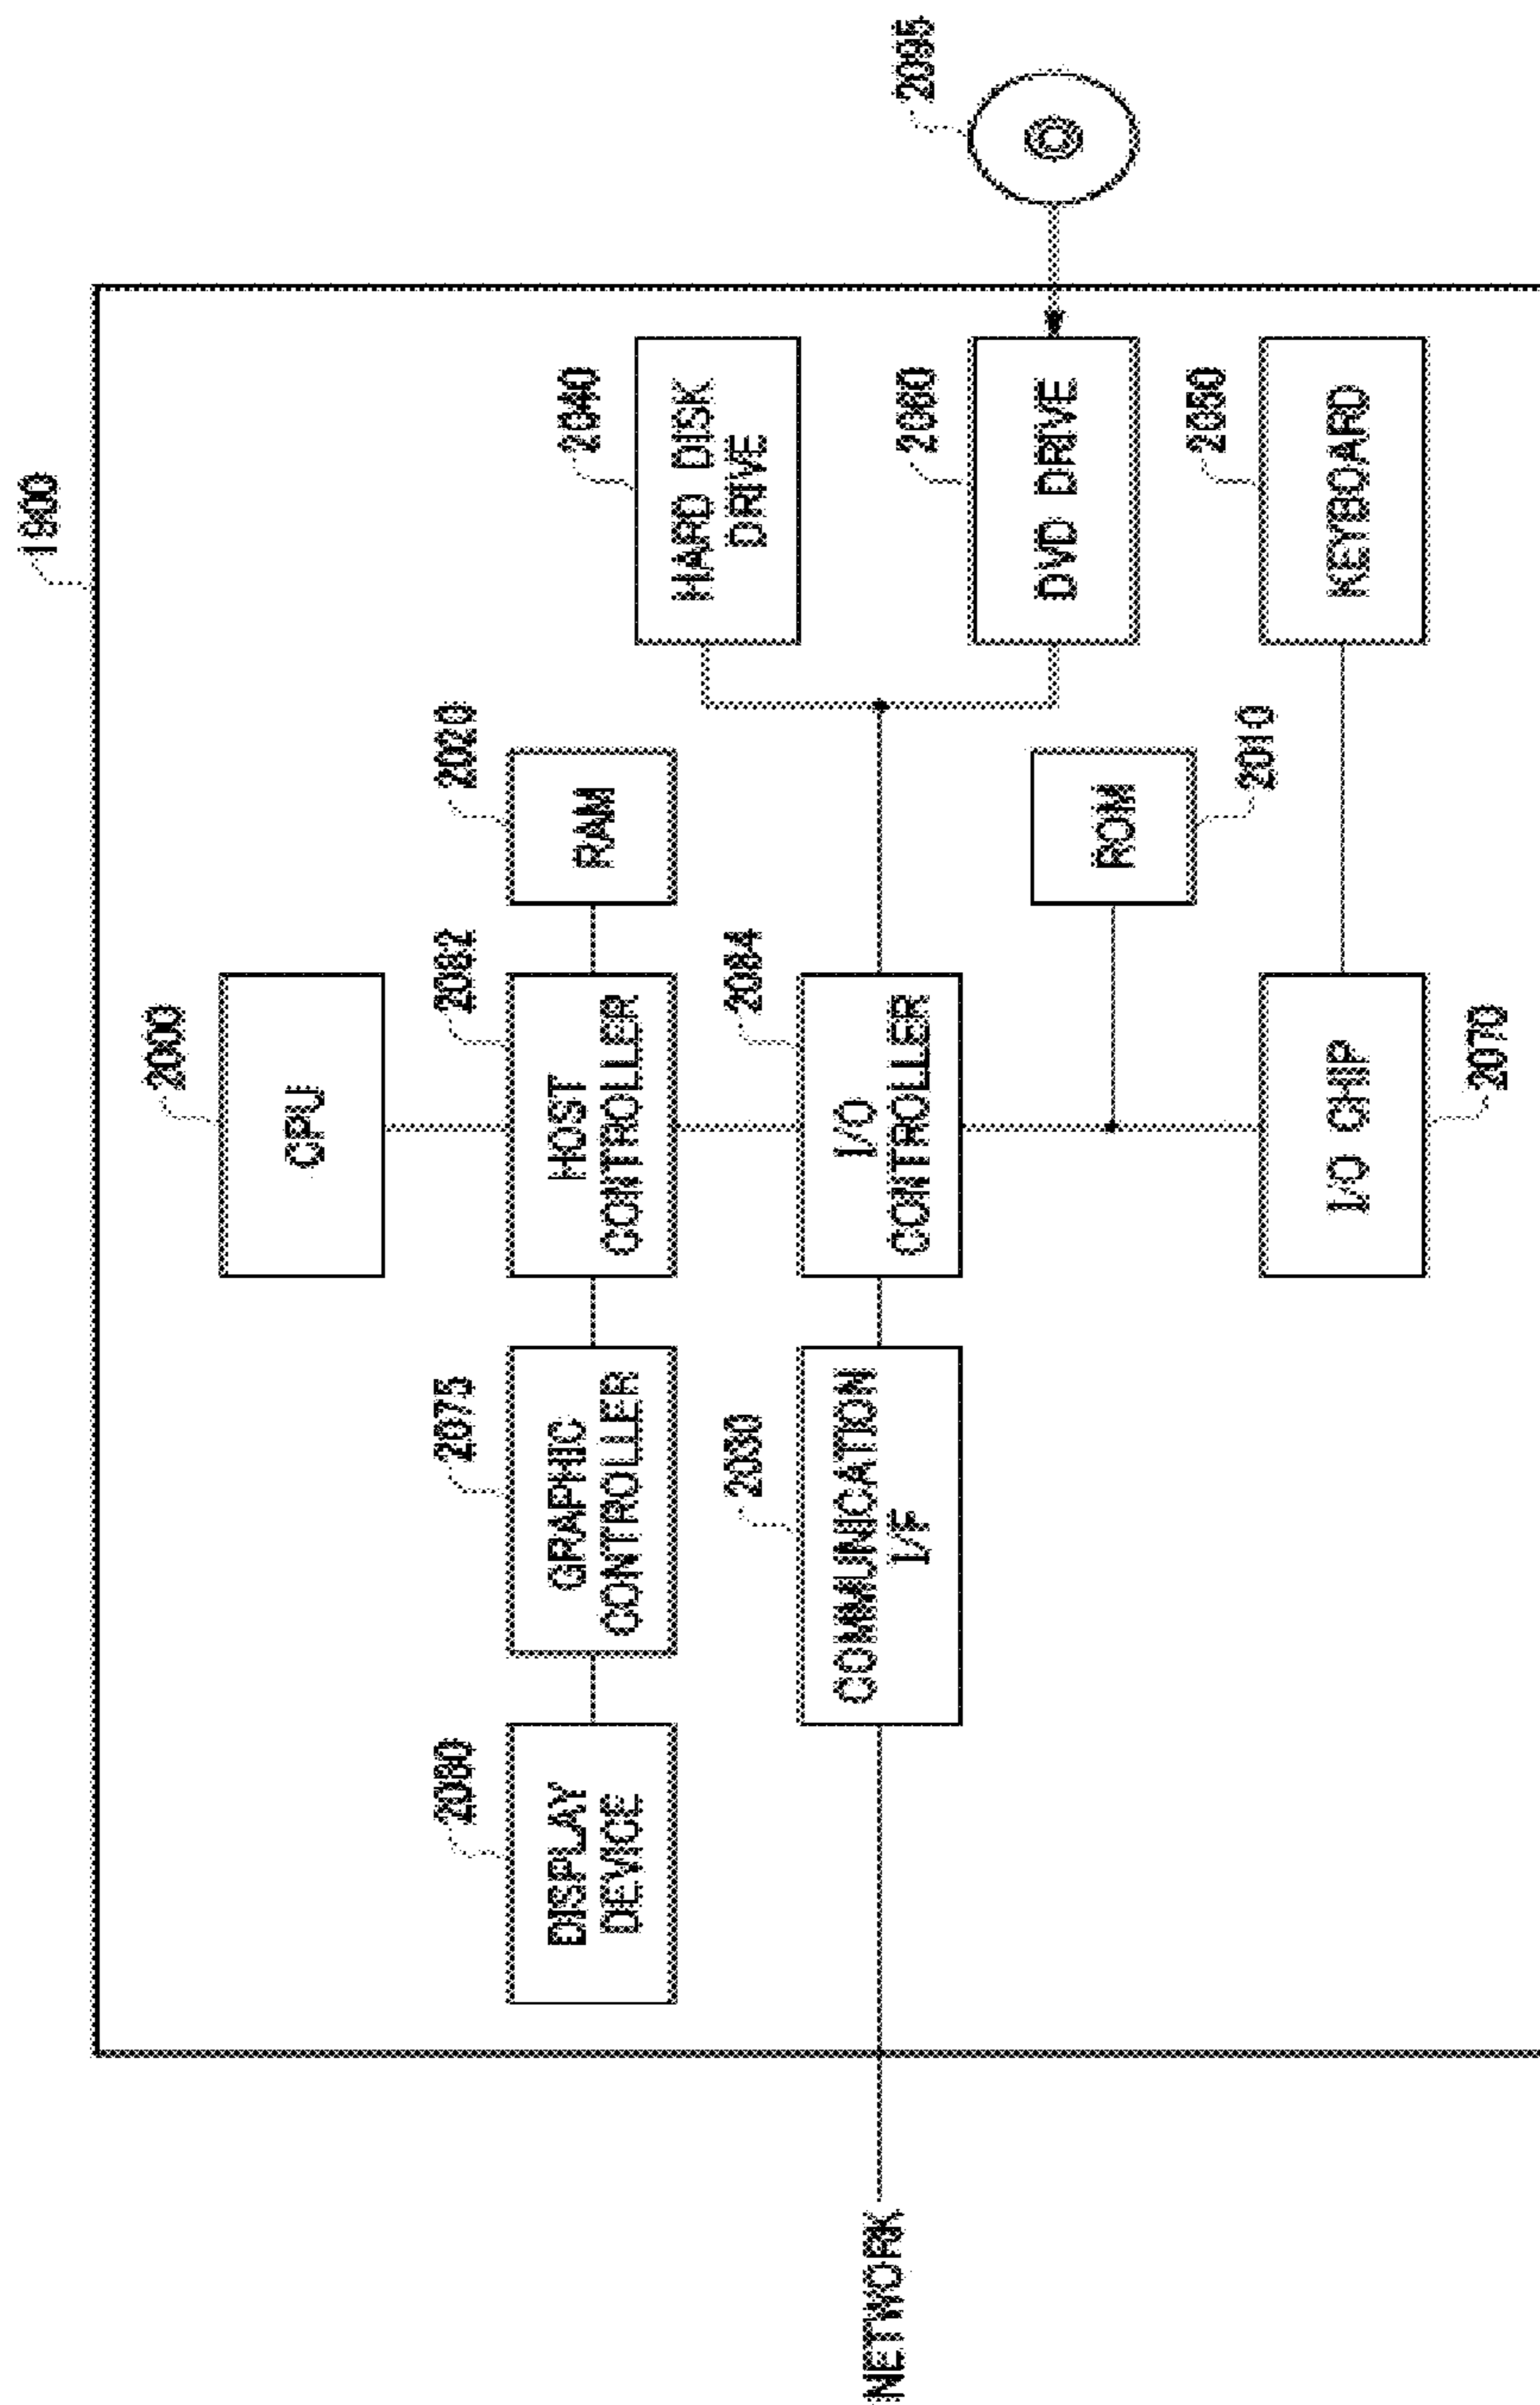 1900
2000
CPU
2080
DISPLAY
DEVICE
2075
GRAPHIC
CONTROLLER
2082
HOST
CONTROLLER
2020
RAM
2040
HARD DISK
DRIVE
NETWORK
2030
COMMUNICATION
I/F
2084
I/O
CONTROLLER
2060
DVD DRIVE
2095
ROM
2010
2050
KEYBOARD
I/O CHIP
2070